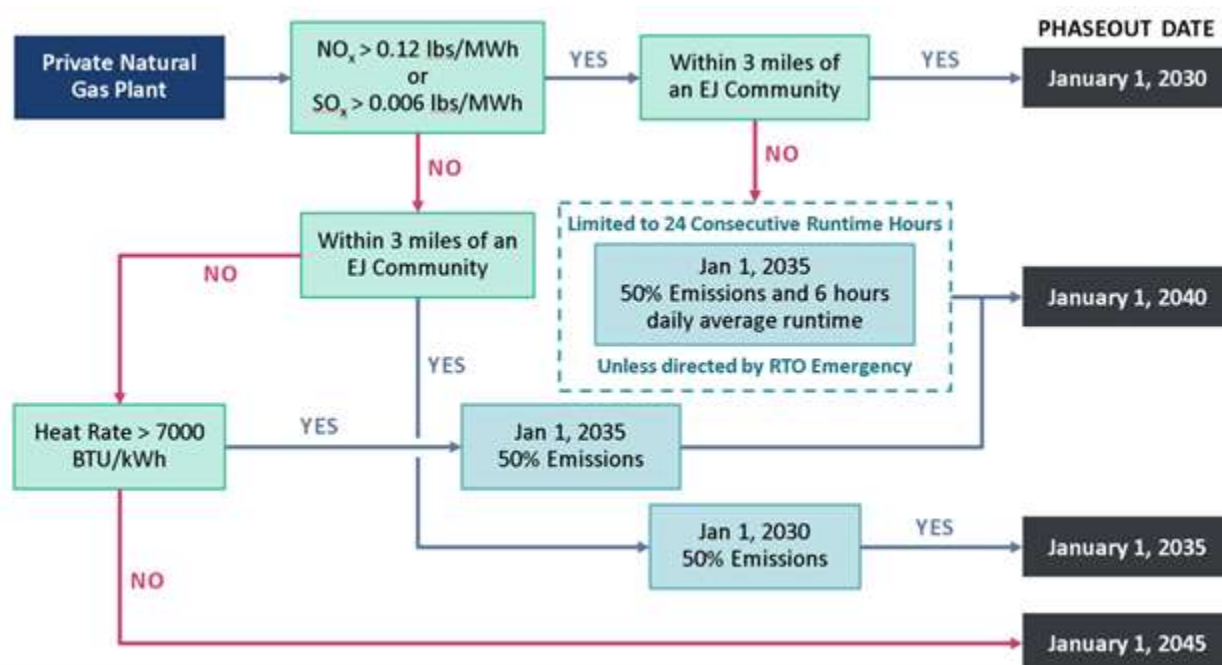 PHASEOUT DATE
Private Natural
Gas Plant
NOx > 0.12 lbs/MWh
or
SOx > 0.006 lbs/MWh
YES
Within 3 miles of
an EJ Community
YES
January 1, 2030
NO
NO
Within 3 miles of an
EJ Community
NO
Limited to 24 Consecutive Runtime Hours
Jan 1, 2035
50% Emissions and 6 hours
daily average runtime
Unless directed by RTO Emergency
January 1, 2040
YES
Heat Rate > 7000
BTU/kWh
YES
Jan 1, 2035
50% Emissions
Jan 1, 2030
50% Emissions
YES
January 1, 2035
NO
January 1, 2045